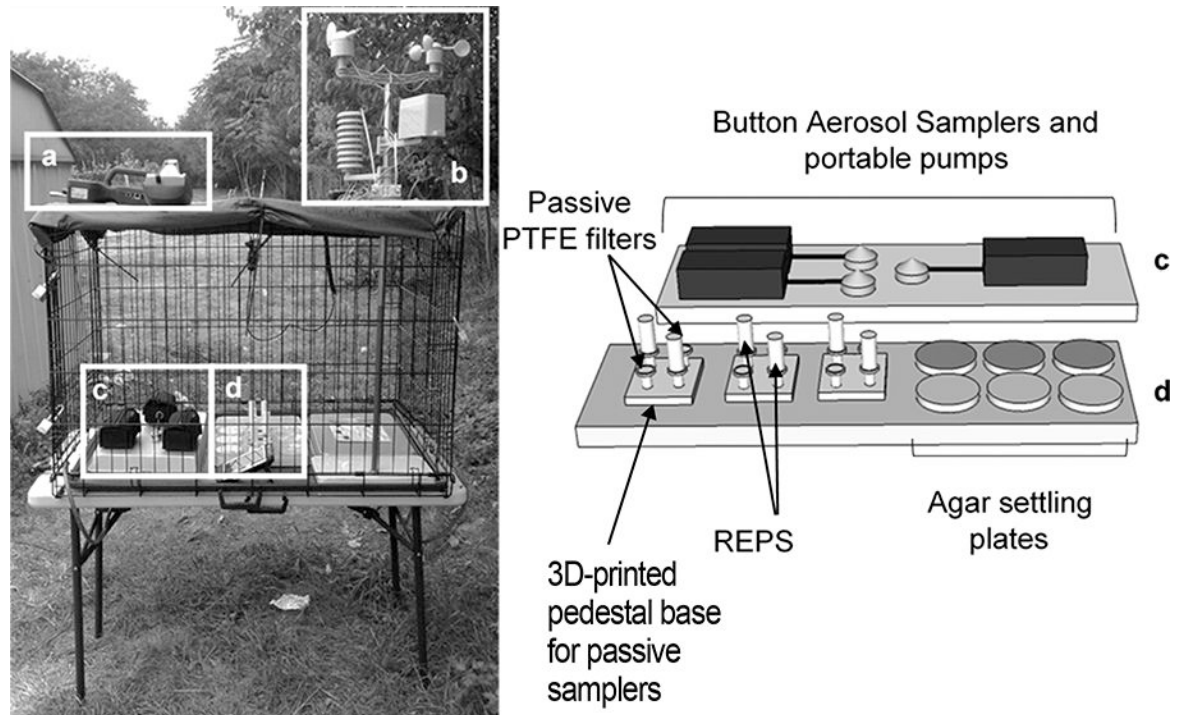 a
b
c
d
Button Aerosol Samplers and
portable pumps
Passive
PTFE filters
c
d
REPS
Agar settling
plates
3D-printed
pedestal base
for passive
samplers